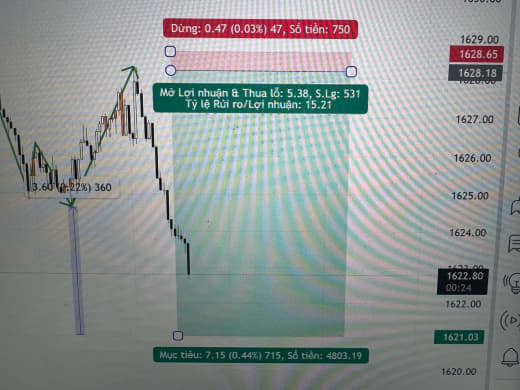 Dừng: 0.47 (0.03%) 47, Số tiền: 750
1629.00
1628.65
1628.18
Mở Lợi nhuận & Thua lỗ: 5.38, S.Lg: 531
Tỷ lệ Rủi ro/Lợi nhuận: 15.21
1627.00
1626.00
3.60 (0.22%) 360
1625.00
1624.00
1622.80
00:24
1622.00
1621.03
Mục tiêu: 7.15 (0.44%) 715, Số tiền: 4803.19
1620.00